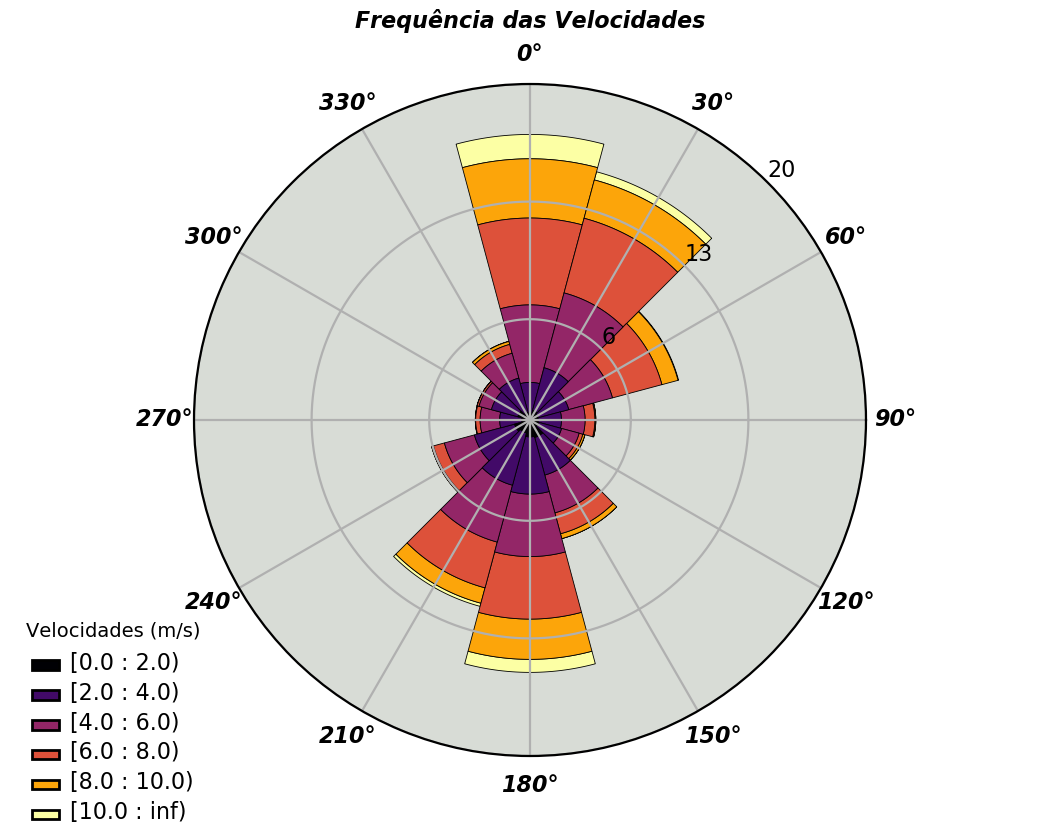 Frequência das Velocidades
0°
330°
30°
20
300°
60°
13
6
270°
90°
240°
120°
210°
150°
180°
Velocidades (m/s)
[0.0 : 2.0)
[2.0 : 4.0)
[4.0 : 6.0)
[6.0 : 8.0)
[8.0 : 10.0)
[10.0 : inf)